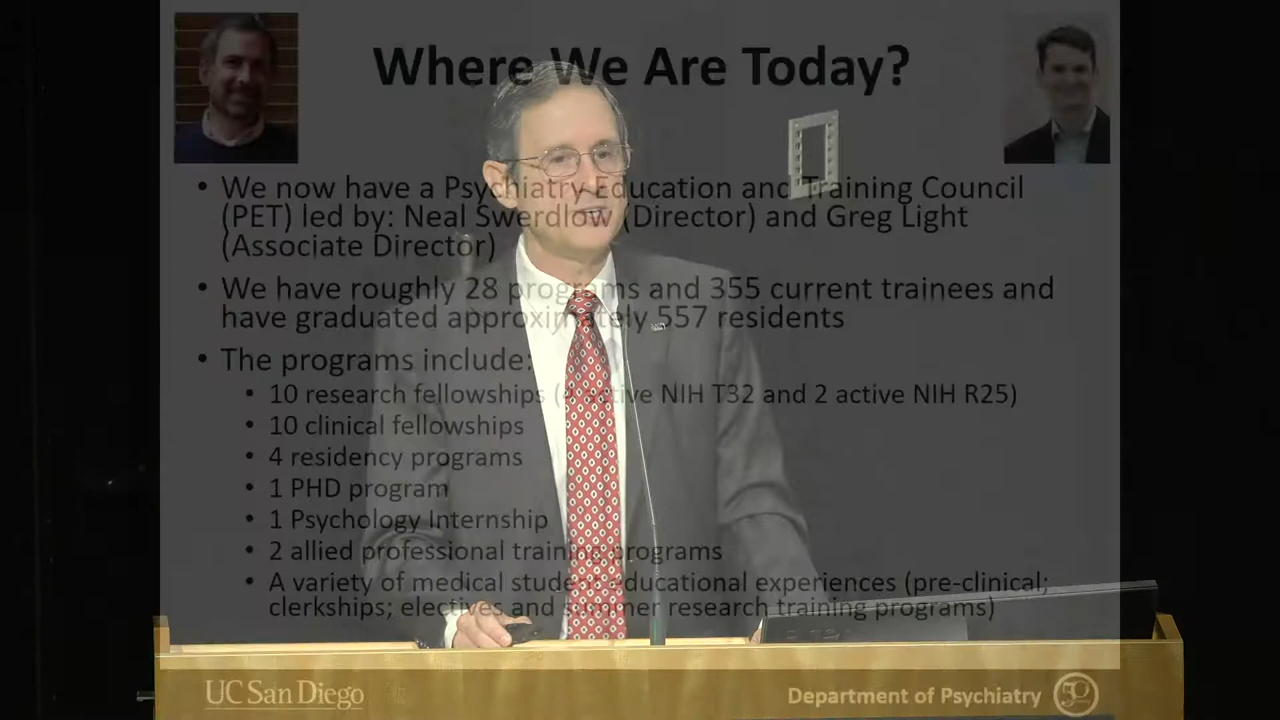 Where We Are Today?
• We now have a Psychiatry Education and Training Council
(PET) led by: Neal Swerdlow (Director) and Greg Light
(Associate Director)
• We have roughly 28 programs and 355 current trainees and
have graduated approximately 557 residents
• The programs include:
• 10 research fellowships ( active NIH T32 and 2 active NIH R25)
• 10 clinical fellowships
• 4 residency programs
• 1 PHD program
• 1 Psychology Internship
• 2 allied professional training programs
• A variety of medical student educational experiences (pre-clinical;
clerkships; electives and summer research training programs)
UC San Diego
Department of Psychiatry 50